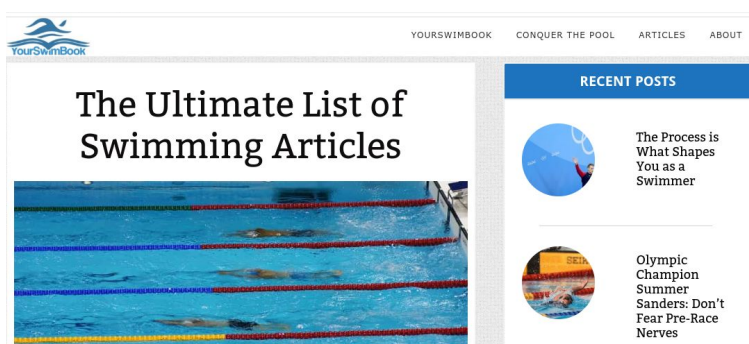 YourSwimBook
YOURSWIMBOOK CONQUER THE POOL ARTICLES ABOUT
The Ultimate List of
Swimming Articles
RECENT POSTS
The Process is
What Shapes
You as a
Swimmer
SEIK
Olympic
Champion
Summer
Sanders: Don't
Fear Pre-Race
Nerves